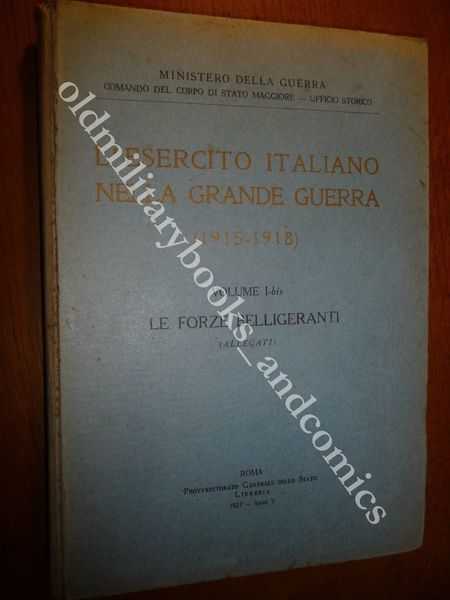 MINISTERO DELLA GUERRA
COMANDO DEL CORPO DI STATO MAGGIORE — UFFICIO STORICO
L'ESERCITO ITALIANO
NELLA GRANDE GUERRA
(1915-1918)
VOLUME I-bis
LE FORZE BELLIGERANTI
(ALLEGATI)
ROMA
PROVVEDITORATO GENERALE DELLO STATO
LIBRERIA
1927 - ANNO V
oldmilitarybooks_andcomics